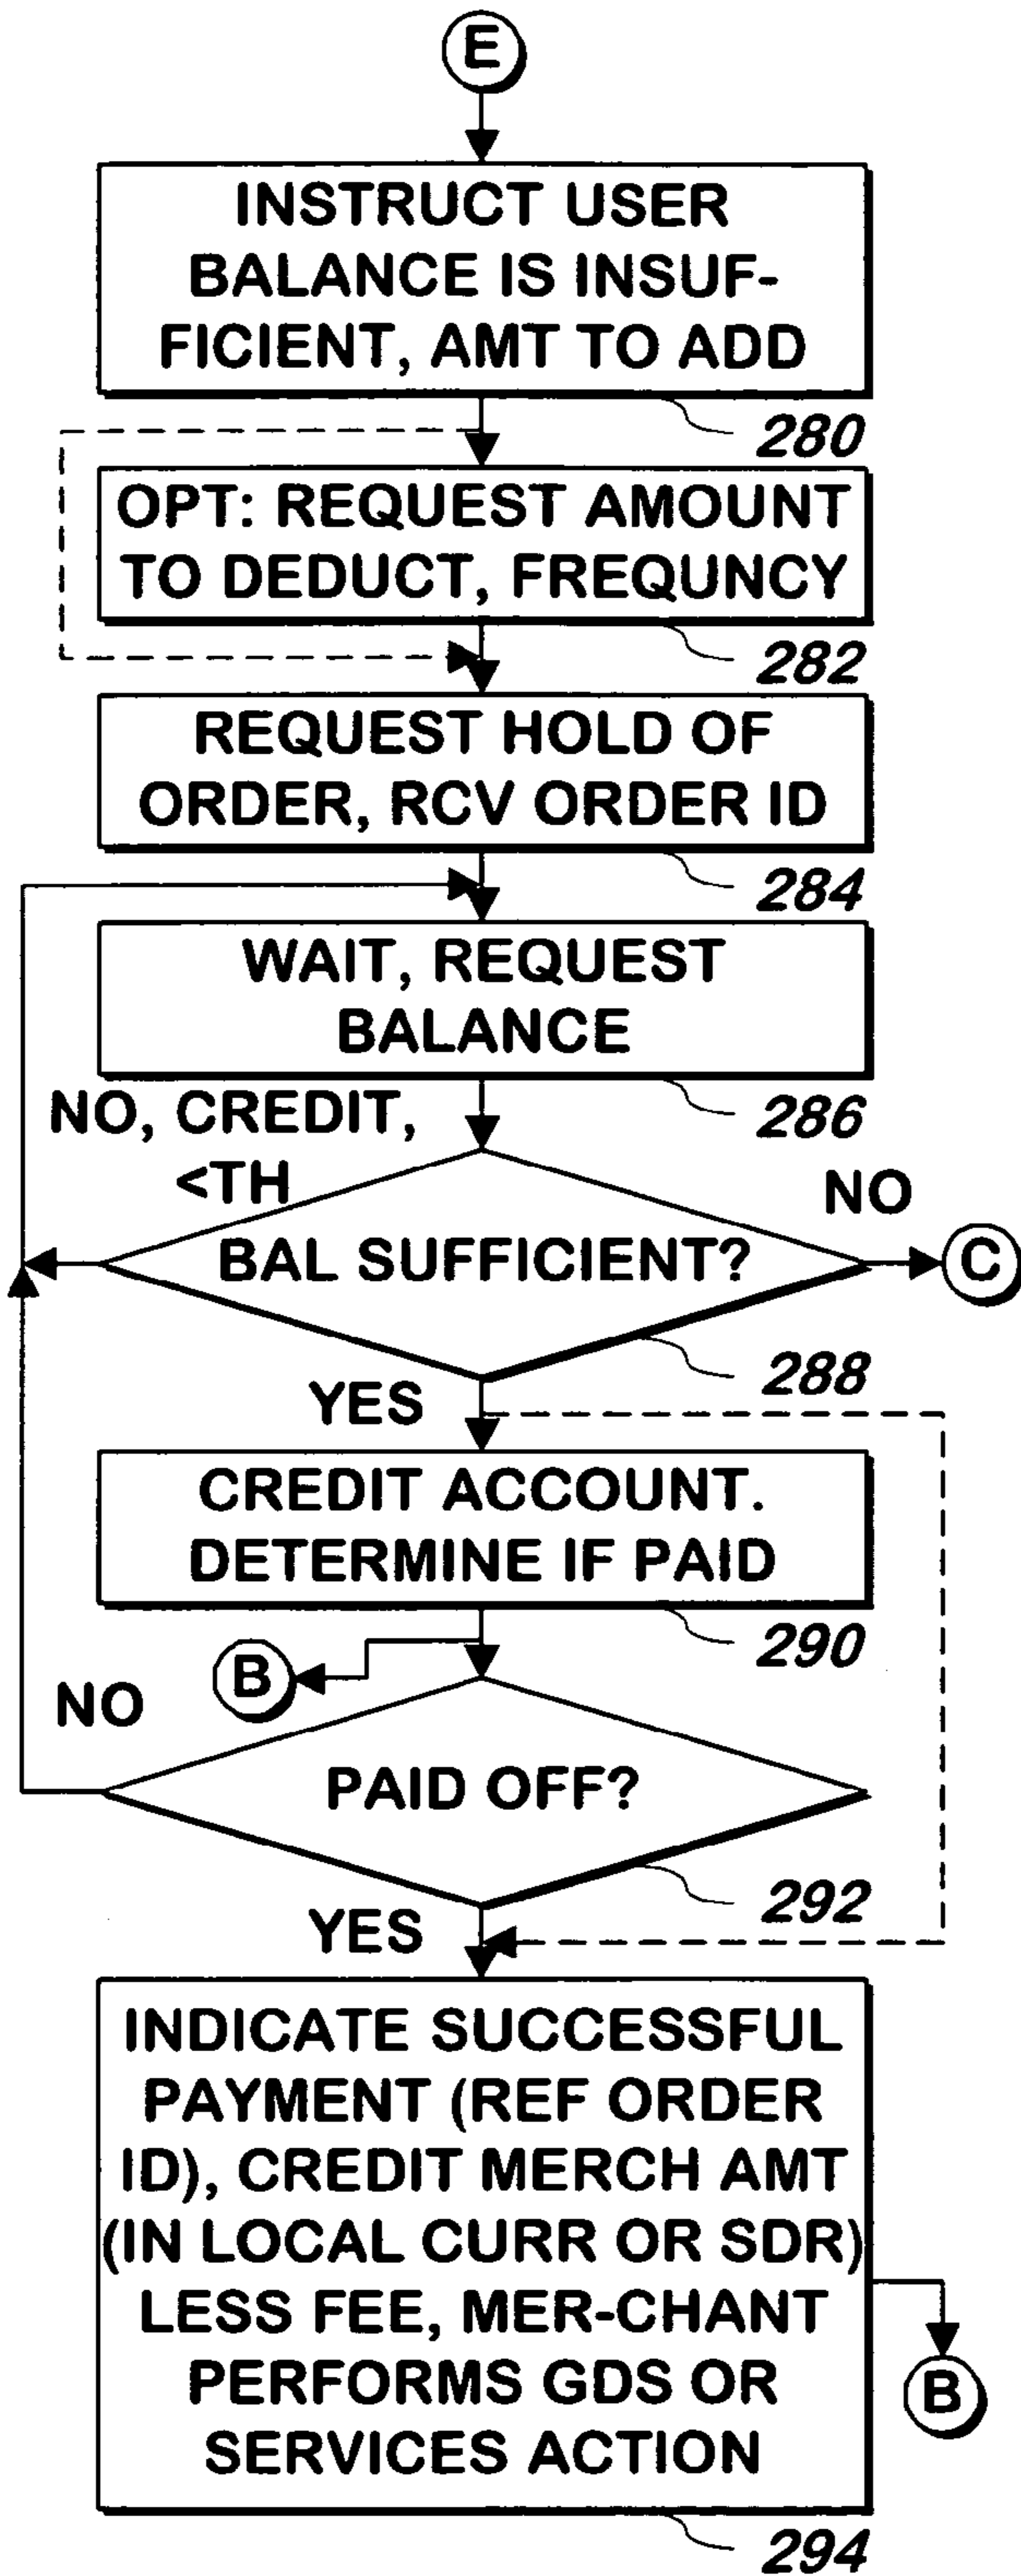 E
INSTRUCT USER
BALANCE IS INSUF-
FICIENT, AMT TO ADD
280
OPT: REQUEST AMOUNT
TO DEDUCT, FREQUNCY
282
REQUEST HOLD OF
ORDER, RCV ORDER ID
284
WAIT, REQUEST
BALANCE
286
NO, CREDIT,
<TH
NO
BAL SUFFICIENT?
C
288
YES
CREDIT ACCOUNT.
DETERMINE IF PAID
290
B
NO
PAID OFF?
292
YES
INDICATE SUCCESSFUL
PAYMENT (REF ORDER
ID), CREDIT MERCH AMT
(IN LOCAL CURR OR SDR)
LESS FEE, MER-CHANT
PERFORMS GDS OR
SERVICES ACTION
B
294